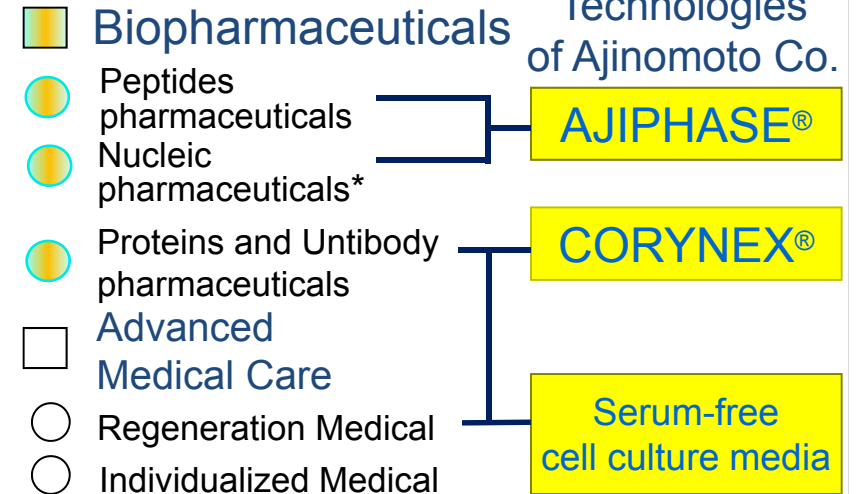 Technologies
of Ajinomoto Co.
Biopharmaceuticals
Peptides
pharmaceuticals
Nucleic
pharmaceuticals*
AJIPHASE®
Proteins and Untibody
pharmaceuticals
CORYNEX®
Advanced
Medical Care
Regeneration Medical
Individualized Medical
Serum-free
cell culture media